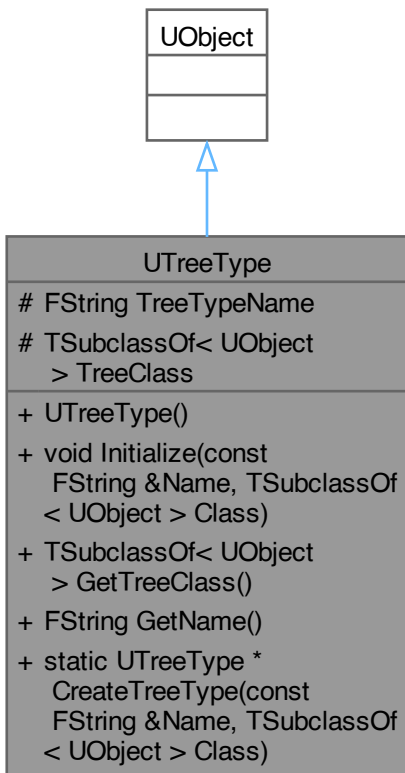 UObject
UTreeType
# FString TreeTypeName
# TSubclassOf< UObject
> TreeClass
+ UTreeType()
+ void Initialize(const
FString &Name, TSubclassOf
< UObject > Class)
+ TSubclassOf< UObject
> GetTreeClass()
+ FString GetName()
+ static UTreeType *
CreateTreeType(const
FString &Name, TSubclassOf
< UObject > Class)